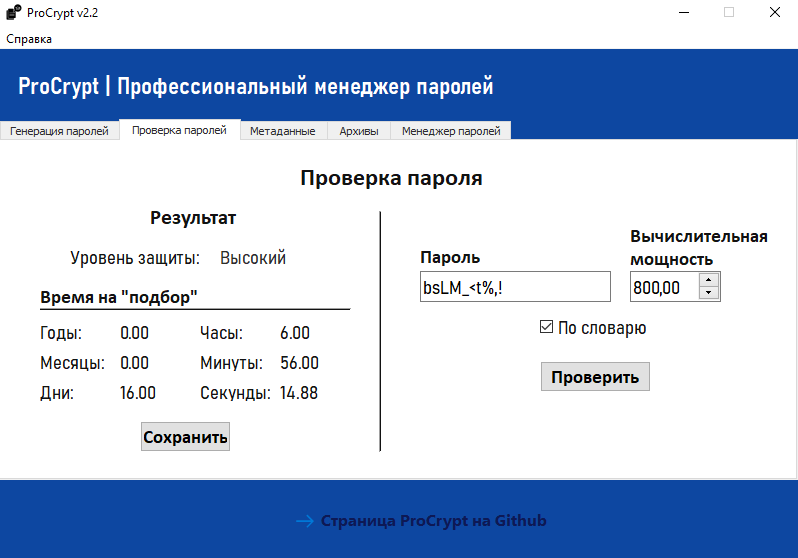 ProCrypt v2.2
Справка
ProCrypt | Профессиональный менеджер паролей
Генерация паролей Проверка паролей Метаданные Архивы Менеджер паролей
Проверка пароля
Результат
Уровень защиты: Высокий
Время на "подбор"
Годы: 0.00 Часы: 6.00
Месяцы: 0.00 Минуты: 56.00
Дни: 16.00 Секунды: 14.88
Сохранить
Пароль
Вычислительная
мощность
bsLM_<t%,! 800,00
По словарю
Проверить
Страница ProCrypt на Github